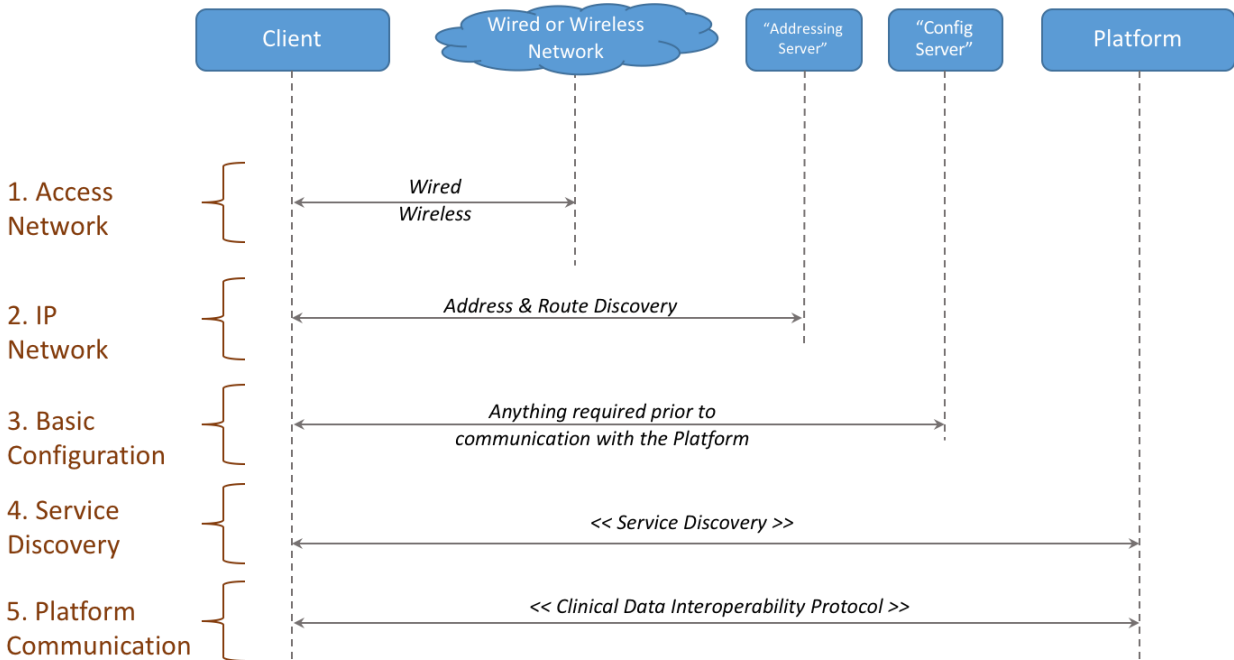 Client
Wired or Wireless
Network
“Addressing
Server”
“Config
Server”
Platform
1. Access
Network
Wired
Wireless
2. IP
Network
Address & Route Discovery
3. Basic
Configuration
Anything required prior to
communication with the Platform
4. Service
Discovery
<< Service Discovery >>
5. Platform
Communication
<< Clinical Data Interoperability Protocol >>